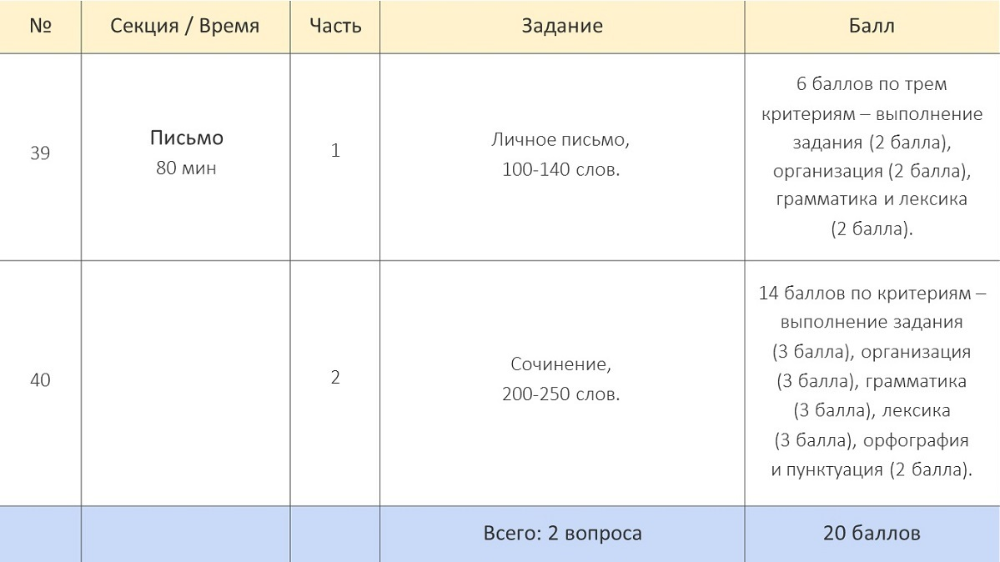 № Секция / Время Часть Задание Балл
39
Письмо
80 мин
1
Личное письмо,
100-140 слов.
6 баллов по трем
критериям – выполнение
задания (2 балла),
организация (2 балла),
грамматика и лексика
(2 балла).
40
2
Сочинение,
200-250 слов.
14 баллов по критериям –
выполнение задания
(3 балла), организация
(3 балла), грамматика
(3 балла), лексика
(3 балла), орфография
и пунктуация (2 балла).
Всего: 2 вопроса 20 баллов